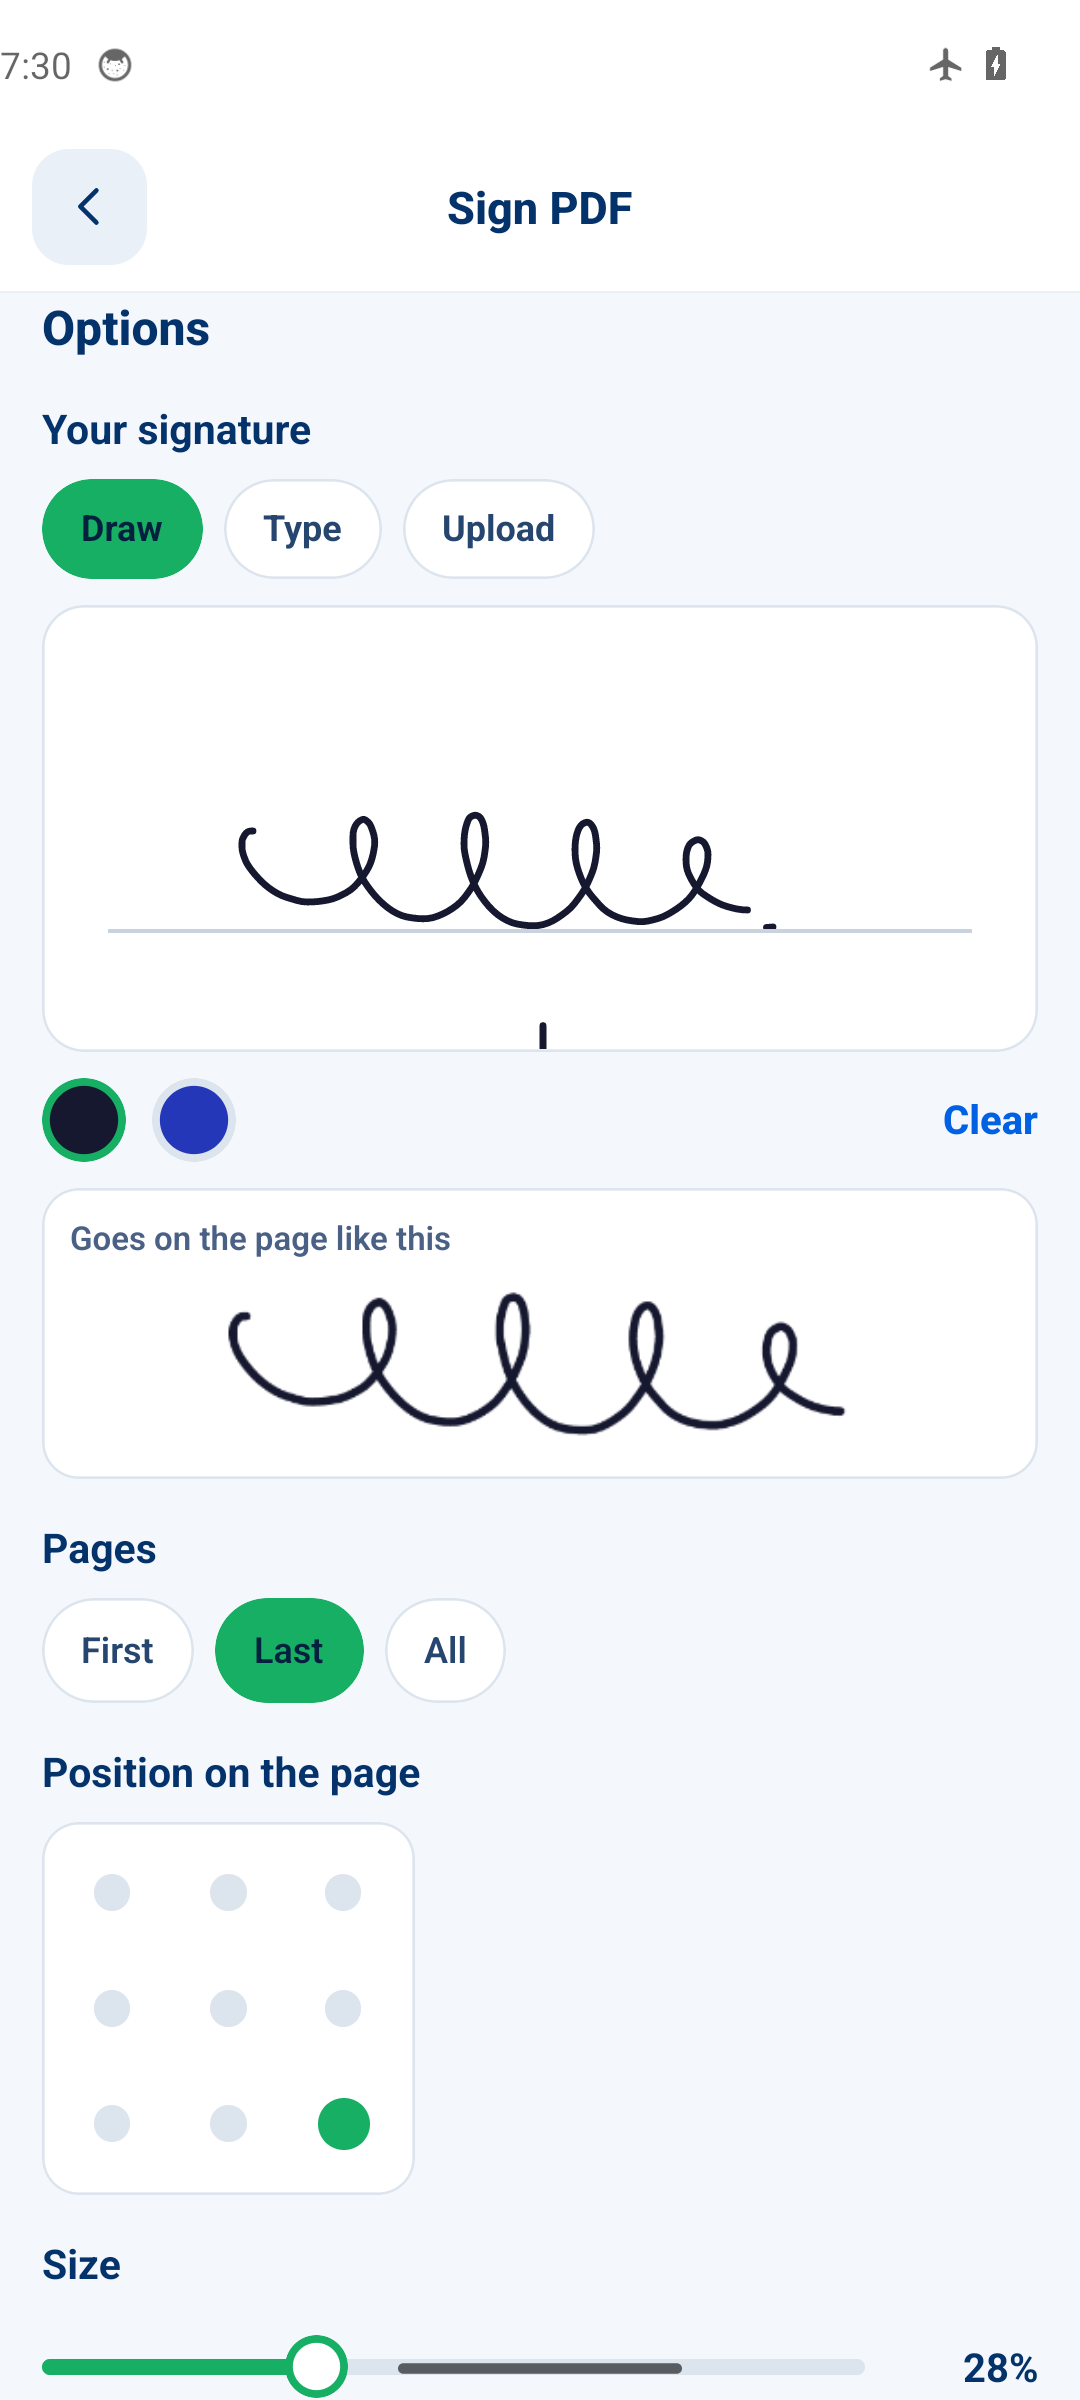 7:30
Sign PDF
Options
Your signature
Draw
Type
Upload
Clear
Goes on the page like this
Pages
First
Last
All
Position on the page
Size
28%